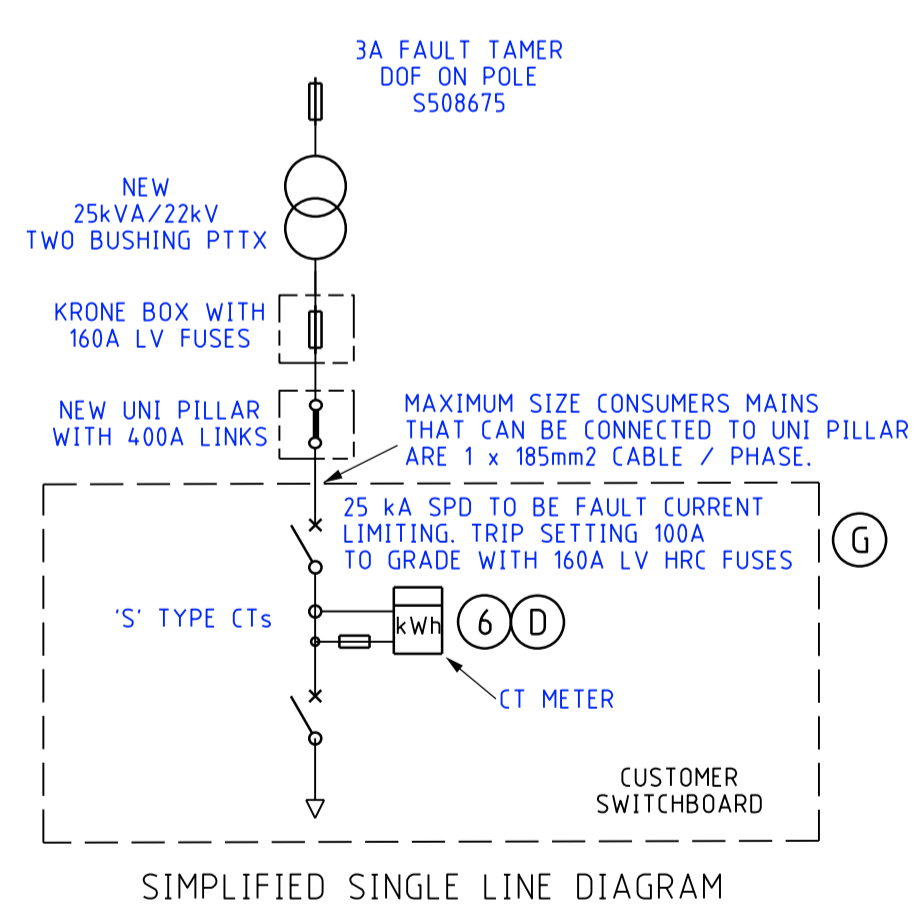 3A FAULT TAMER
DOF ON POLE
S508675
NEW
25kVA/22kV
TWO BUSHING PTTX
KRONE BOX WITH
160A LV FUSES
NEW UNI PILLAR
WITH 400A LINKS
MAXIMUM SIZE CONSUMERS MAINS
THAT CAN BE CONNECTED TO UNI PILLAR
ARE 1 x 185mm2 CABLE / PHASE.
25 kA SPD TO BE FAULT CURRENT
LIMITING. TRIP SETTING 100A
TO GRADE WITH 160A LV HRC FUSES
G
'S' TYPE CTs
kWh
6 D
CT METER
CUSTOMER
SWITCHBOARD
SIMPLIFIED SINGLE LINE DIAGRAM